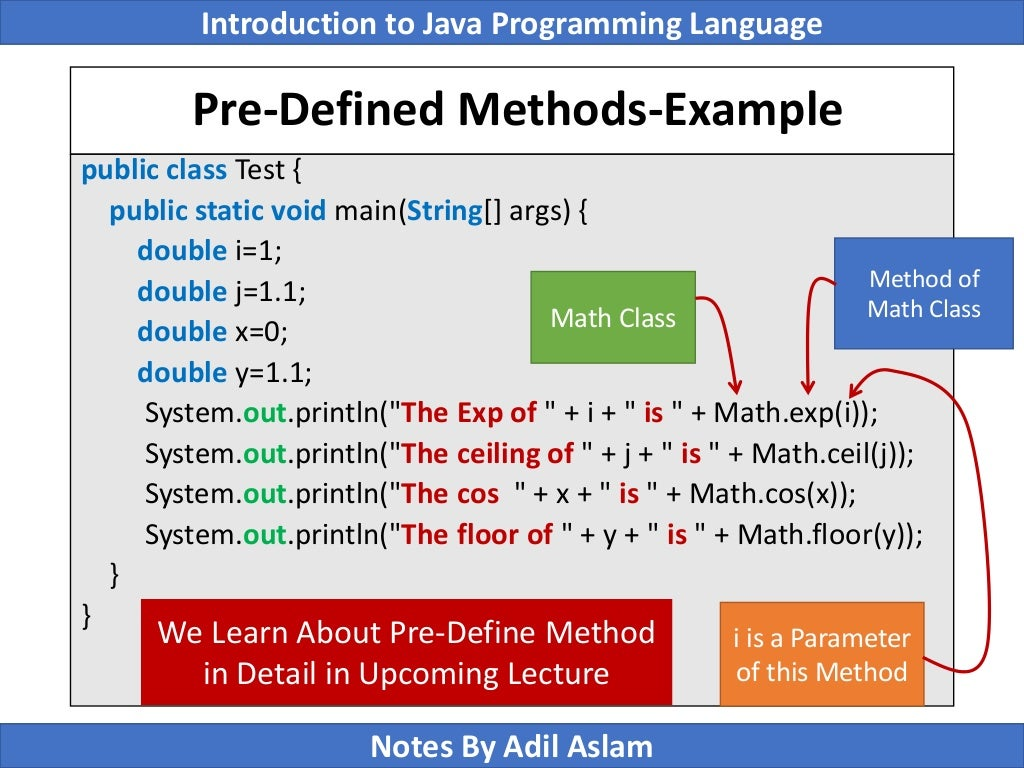 Introduction to Java Programming Language
Pre-Defined Methods-Example
public class Test {
public static void main(String[] args) {
double i=1;
double j=1.1;
double x=0;
double y=1.1;
System.out.println("The Exp of " + i + " is " + Math.exp(i));
System.out.println("The ceiling of " + j + " is " + Math.ceil(j));
System.out.println("The cos  " + x + " is " + Math.cos(x));
System.out.println("The floor of " + y + " is " + Math.floor(y));
}
}
Math Class
Method of
Math Class
We Learn About Pre-Define Method
in Detail in Upcoming Lecture
i is a Parameter
of this Method
Notes By Adil Aslam